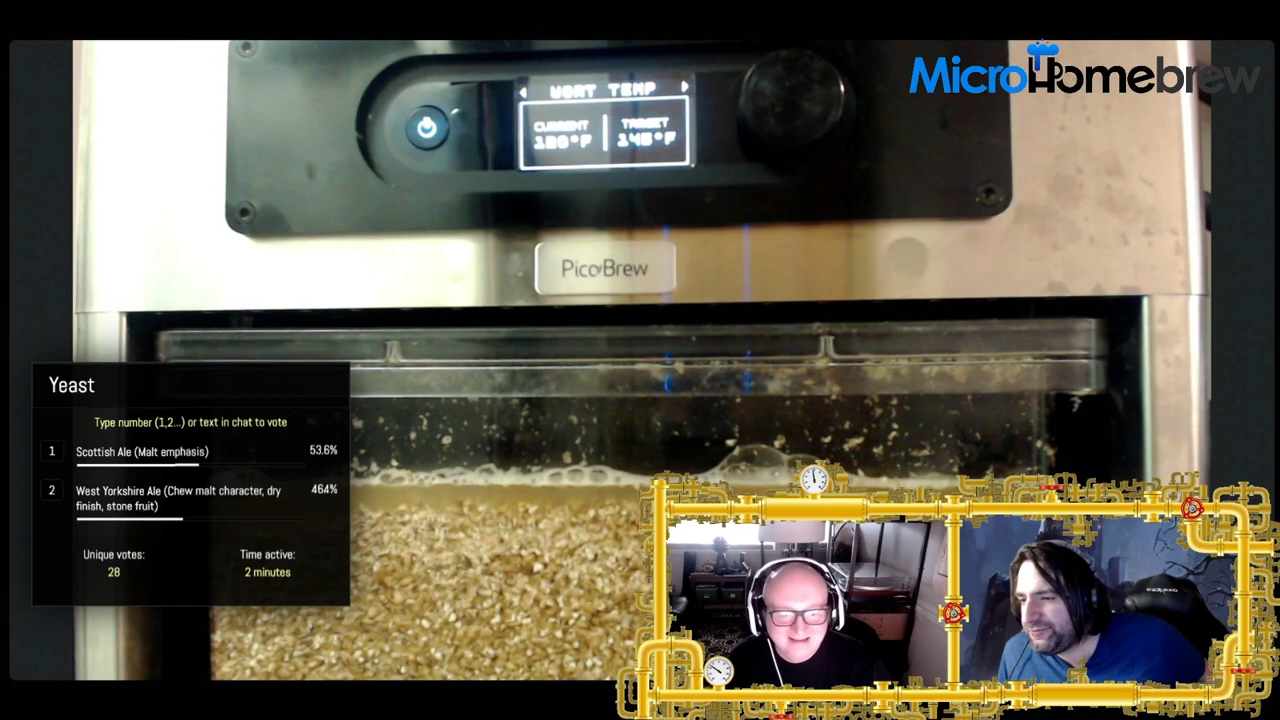 MicroHomebrew
WORT TEMP
CURRENT
TARGET
PicoBrew
Yeast
Type number (1,2...) or text in chat to vote
1
Scottish Ale (Malt emphasis)
53.6%
2
West Yorkshire Ale (Chew malt character, dry
finish, stone fruit)
464%
Unique votes:
Time active:
28
2 minutes